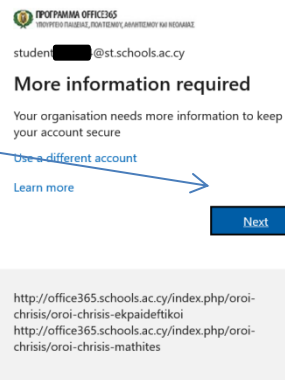 ΠΡΟΓΡΑΜΜΑ OFFICE365
ΥΠΟΥΡΓΕΙΟ ΠΑΙΔΕΙΑΣ, ΠΟΛΙΤΙΣΜΟΥ, ΑΘΛΗΤΙΣΜΟΥ ΚΑΙ ΝΕΟΛΑΙΑΣ
student @st.schools.ac.cy
More information required
Your organisation needs more information to keep
your account secure
Use a different account
Learn more
Next
http://office365.schools.ac.cy/index.php/oroi-
chrisis/oroi-chrisis-ekpaideftikoi
http://office365.schools.ac.cy/index.php/oroi-
chrisis/oroi-chrisis-mathites